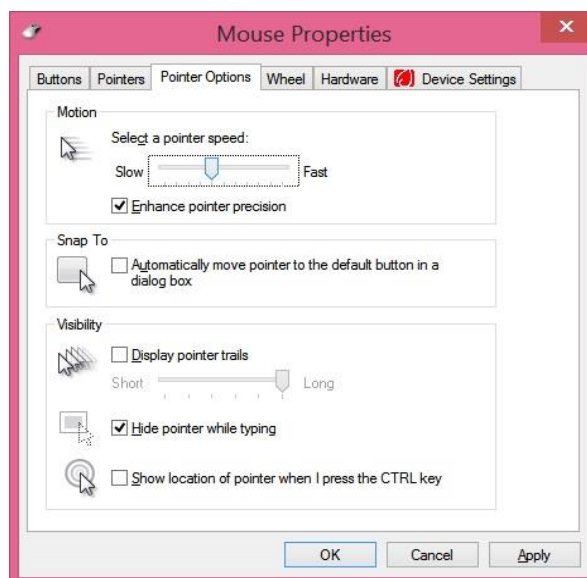 Mouse Properties
Buttons Pointers Pointer Options Wheel Hardware Device Settings
Motion
Select a pointer speed:
Slow Fast
Enhance pointer precision
Snap To
Automatically move pointer to the default button in a
dialog box
Visibility
Display pointer trails
Short Long
Hide pointer while typing
Show location of pointer when I press the CTRL key
OK Cancel Apply